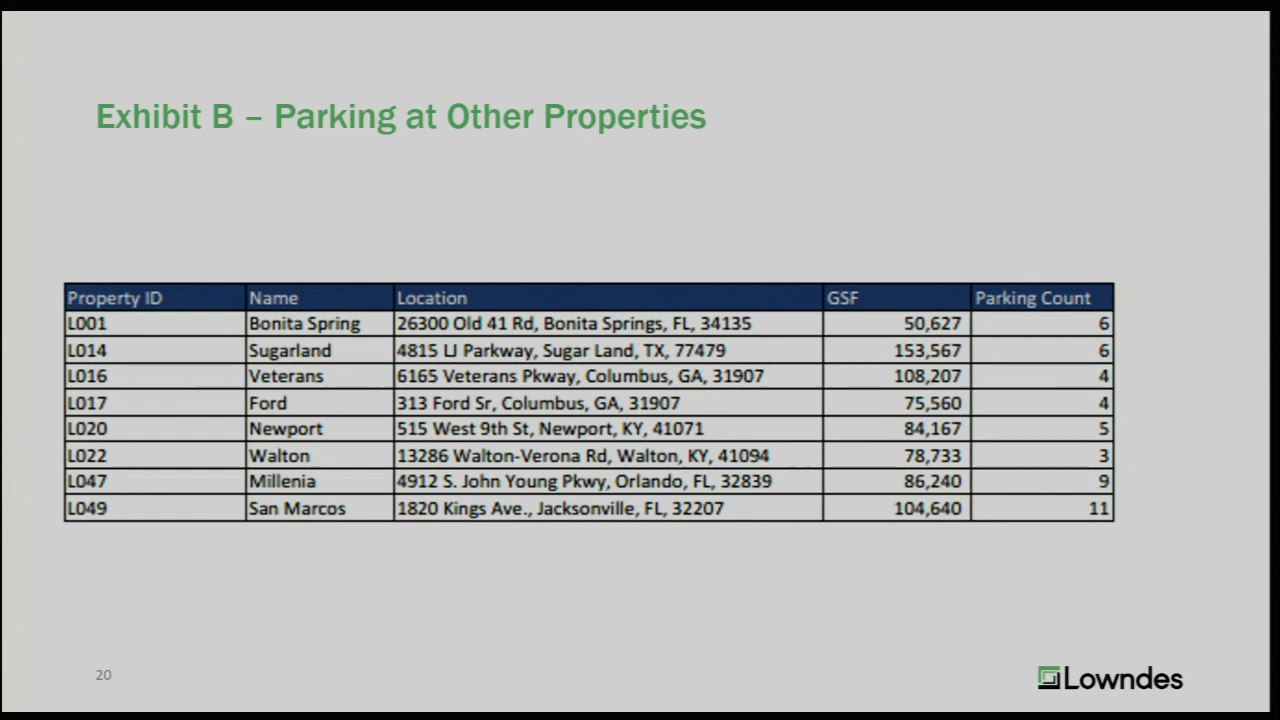 Exhibit B – Parking at Other Properties
Property ID Name Location GSF Parking Count
L001 Bonita Spring 26300 Old 41 Rd, Bonita Springs, FL, 34135 50,627 6
L014 Sugarland 4815 LJ Parkway, Sugar Land, TX, 77479 153,567 6
L016 Veterans 6165 Veterans Pkway, Columbus, GA, 31907 108,207 4
L017 Ford 313 Ford Sr, Columbus, GA, 31907 75,560 4
L020 Newport 515 West 9th St, Newport, KY, 41071 84,167 5
L022 Walton 13286 Walton-Verona Rd, Walton, KY, 41094 78,733 3
L047 Millenia 4912 S. John Young Pkwy, Orlando, FL, 32839 86,240 9
L049 San Marcos 1820 Kings Ave., Jacksonville, FL, 32207 104,640 11
20
Lowndes